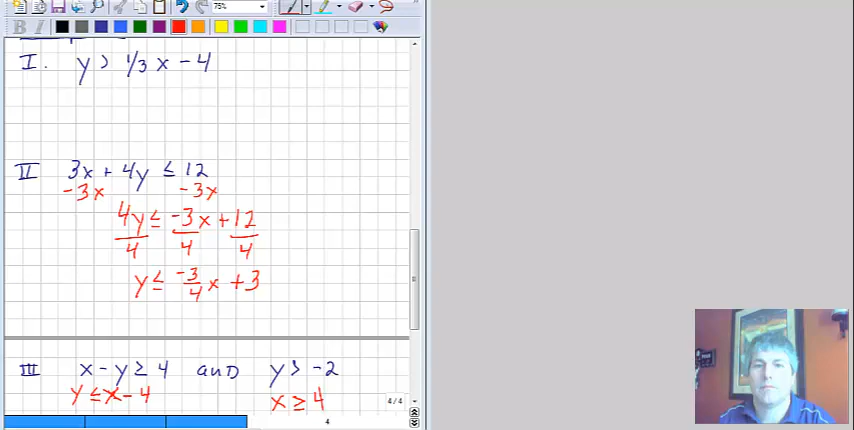 75%
B I
I. y > 1/3 x - 4
II 3x + 4y ≤ 12
-3x -3x
4y ≤ -3x + 12
4 4 4
y ≤ -3/4 x + 3
III x - y ≥ 4 and y > -2
y ≤ x - 4 x ≥ 4
4/4
4